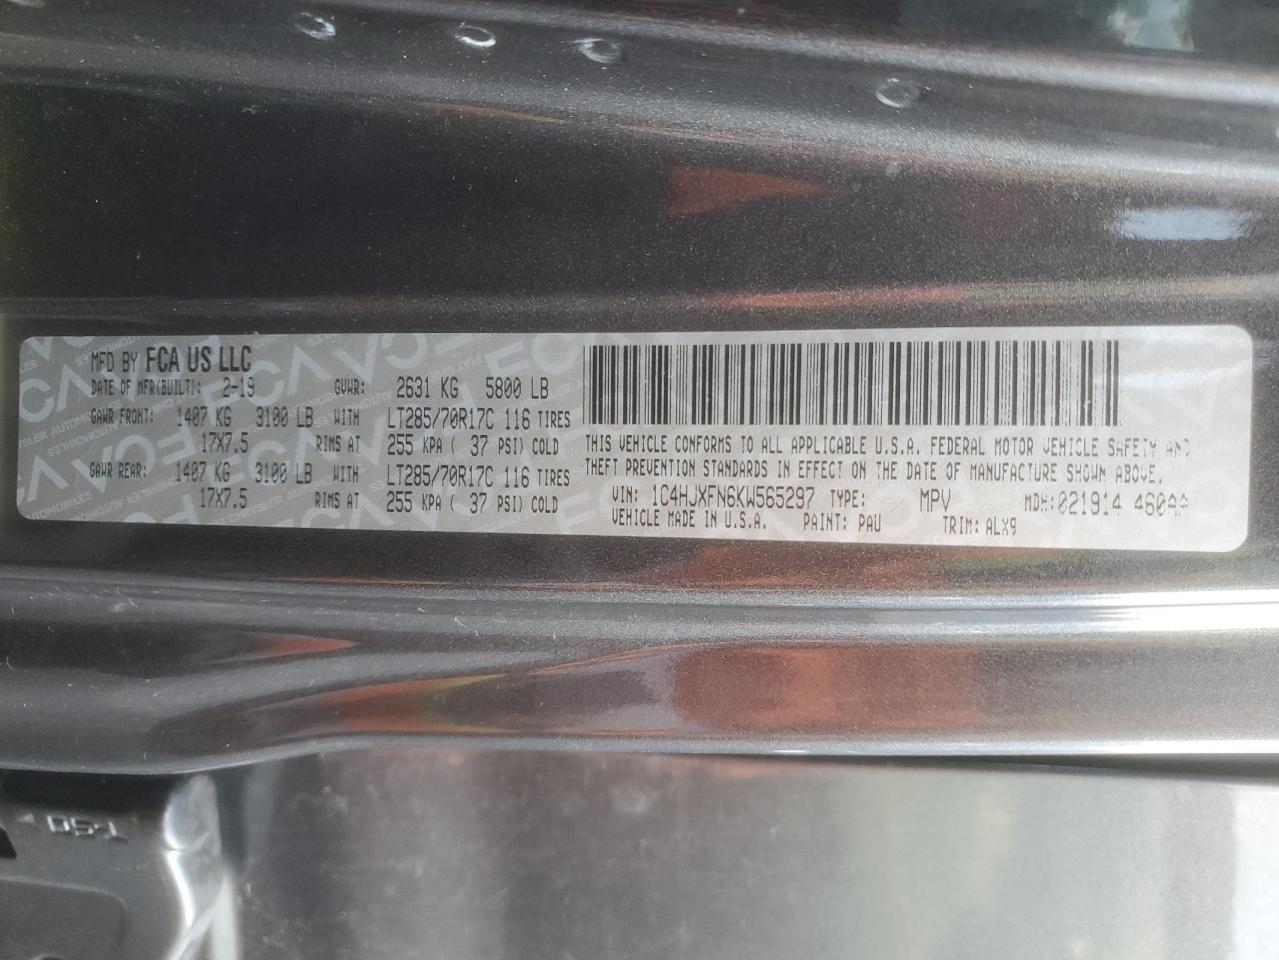 MFD BY FCA US LLC
DATE OF MFR(BUILT): 2-19 GVWR: 2631 KG 5800 LB
GAWR FRONT: 1407 KG 3100 LB WITH LT285/70R17C 116 TIRES
17X7.5 RIMS AT 255 KPA ( 37 PSI) COLD
GAWR REAR: 1407 KG 3100 LB WITH LT285/70R17C 116 TIRES
17X7.5 RIMS AT 255 KPA ( 37 PSI) COLD
THIS VEHICLE CONFORMS TO ALL APPLICABLE U.S.A. FEDERAL MOTOR VEHICLE SAFETY AND
THEFT PREVENTION STANDARDS IN EFFECT ON THE DATE OF MANUFACTURE SHOWN ABOVE.
VIN: 1C4HJXFN6KW565297 TYPE: MPV MDH:021914 460AA
VEHICLE MADE IN U.S.A. PAINT: PAU TRIM: ALX9